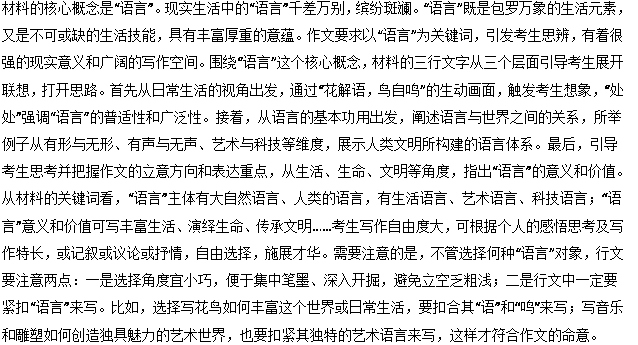 材料的核心概念是“语言”。现实生活中的“语言”千差万别，缤纷斑斓。“语言”既是包罗万象的生活元素，
又是不可或缺的生活技能，具有丰富厚重的意蕴。作文要求以“语言”为关键词，引发考生思辨，有着很
强的现实意义和广阔的写作空间。围绕“语言”这个核心概念，材料的三行文字从三个层面引导考生展开
联想，打开思路。首先从日常生活的视角出发，通过“花解语，鸟自鸣”的生动画面，触发考生想象，“处
处”强调“语言”的普适性和广泛性。接着，从语言的基本功用出发，阐述语言与世界之间的关系，所举
例子从有形与无形、有声与无声、艺术与科技等维度，展示人类文明所构建的语言体系。最后，引导
考生思考并把握作文的立意方向和表达重点，从生活、生命、文明等角度，指出“语言”的意义和价值。
从材料的关键词看，“语言”主体有大自然语言、人类的语言，有生活语言、艺术语言、科技语言；“语
言”意义和价值可写丰富生活、演绎生命、传承文明……考生写作自由度大，可根据个人的感悟思考及写
作特长，或记叙或议论或抒情，自由选择，施展才华。需要注意的是，不管选择何种“语言”对象，行文
要注意两点：一是选择角度宜小巧，便于集中笔墨、深入开掘，避免立空乏粗浅；二是行文中一定要
紧扣“语言”来写。比如，选择写花鸟如何丰富这个世界或日常生活，要扣合其“语”和“鸣”来写；写音乐
和雕塑如何创造独具魅力的艺术世界，也要扣紧其独特的艺术语言来写，这样才符合作文的命意。